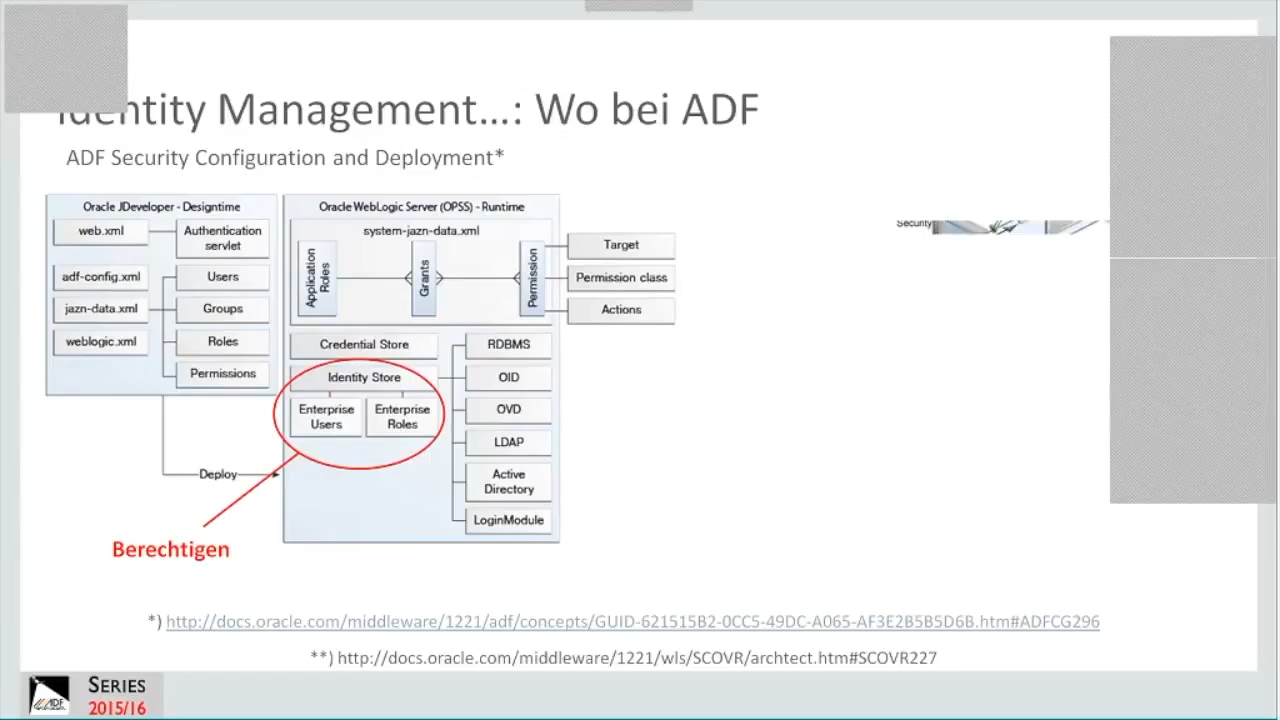 Identity Management...: Wo bei ADF
ADF Security Configuration and Deployment*
Oracle JDeveloper - Designtime
web.xml
Authentication
servlet
adf-config.xml
Users
jazn-data.xml
Groups
weblogic.xml
Roles
Permissions
Oracle WebLogic Server (OPSS) - Runtime
system-jazn-data.xml
Application
Roles
Grants
Permission
Target
Permission class
Actions
Credential Store
Identity Store
Enterprise
Users
Enterprise
Roles
RDBMS
OID
OVD
LDAP
Active
Directory
LoginModule
Deploy
Berechtigen
Security
*) http://docs.oracle.com/middleware/1221/adf/concepts/GUID-621515B2-0CC5-49DC-A065-AF3E2B5B5D6B.htm#ADFCG296
**) http://docs.oracle.com/middleware/1221/wls/SCOVR/archtect.htm#SCOVR227
ADF
SERIES
2015/16